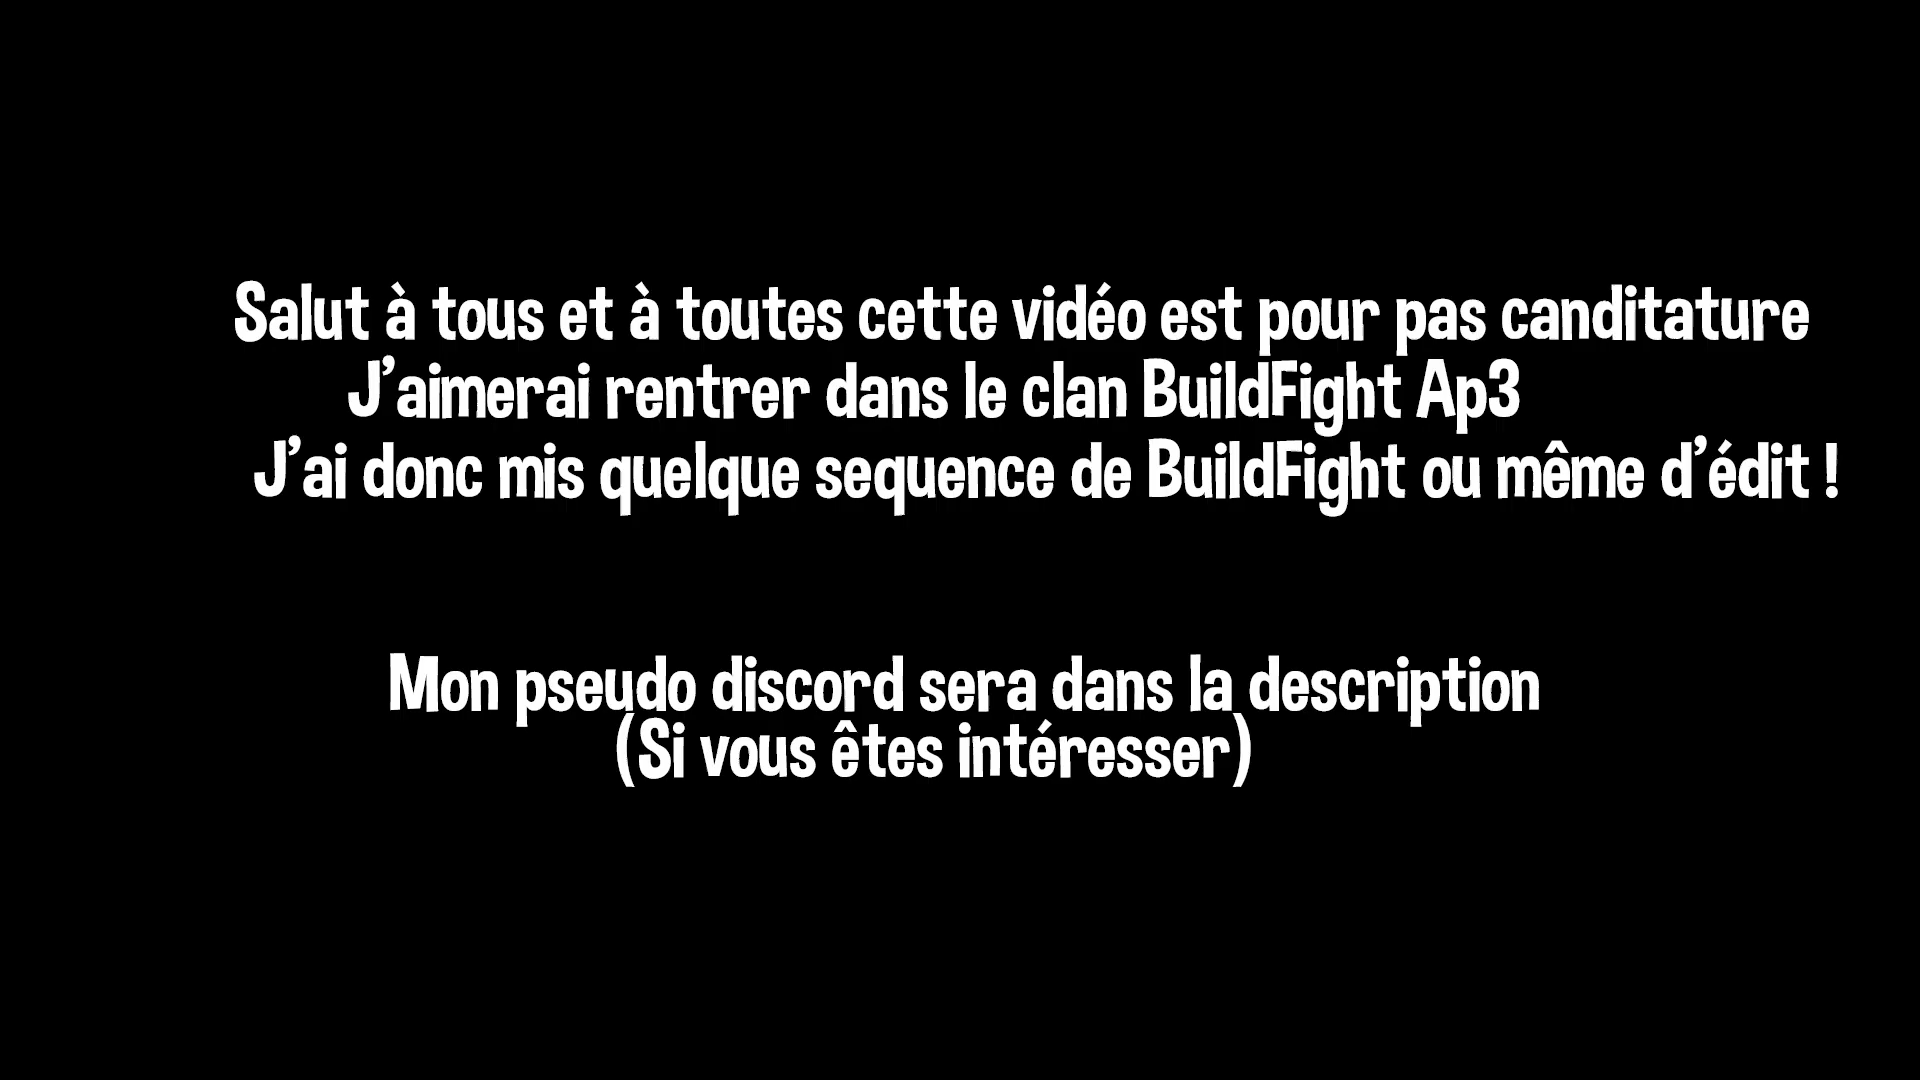 Salut à tous et à toutes cette vidéo est pour pas canditature
J'aimerai rentrer dans le clan BuildFight Ap3
J'ai donc mis quelque sequence de BuildFight ou même d'édit !
Mon pseudo discord sera dans la description
(Si vous êtes intéresser)